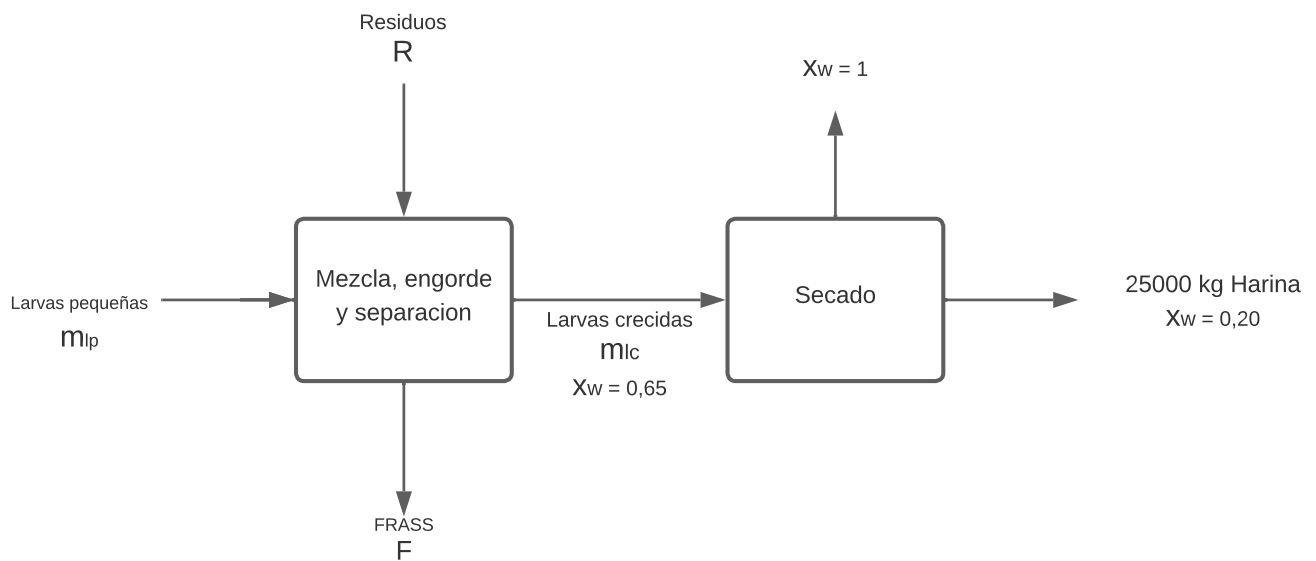 Residuos
R
xw = 1
Mezcla, engorde
y separacion
Secado
Larvas pequeñas
mlp
Larvas crecidas
mlc
xw = 0,65
25000 kg Harina
xw = 0,20
FRASS
F